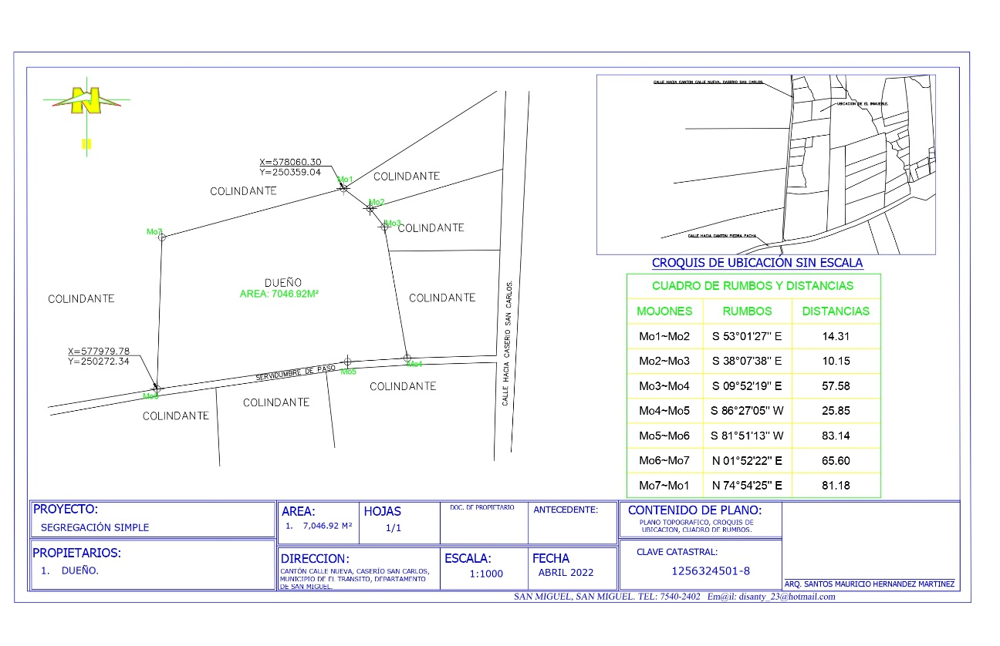 N
CALLE HACIA CANTON CALLE NUEVA, CASERIO SAN CARLOS.
UBICACION DE EL INMUEBLE.
CALLE HACIA CANTON PIEDRA PACHA
CROQUIS DE UBICACIÓN SIN ESCALA
X=578060.30
Y=250359.04
Mo1
COLINDANTE
COLINDANTE
Mo2
Mo3
COLINDANTE
Mo7
DUEÑO
AREA: 7046.92M²
COLINDANTE
COLINDANTE
CALLE HACIA CASERIO SAN CARLOS.
X=577979.78
Y=250272.34
Mo4
Mo5
SERVIDUMBRE DE PASO
COLINDANTE
Mo6
COLINDANTE
COLINDANTE
CUADRO DE RUMBOS Y DISTANCIAS
MOJONES RUMBOS DISTANCIAS
Mo1~Mo2 S 53°01'27" E 14.31
Mo2~Mo3 S 38°07'38" E 10.15
Mo3~Mo4 S 09°52'19" E 57.58
Mo4~Mo5 S 86°27'05" W 25.85
Mo5~Mo6 S 81°51'13" W 83.14
Mo6~Mo7 N 01°52'22" E 65.60
Mo7~Mo1 N 74°54'25" E 81.18
PROYECTO:
SEGREGACIÓN SIMPLE
PROPIETARIOS:
1. DUEÑO.
AREA:
1. 7,046.92 M²
HOJAS
1/1
DOC. DE PROPIETARIO
ANTECEDENTE:
DIRECCION:
CANTÓN CALLE NUEVA, CASERÍO SAN CARLOS,
MUNICIPIO DE EL TRANSITO, DEPARTAMENTO
DE SAN MIGUEL.
ESCALA:
1:1000
FECHA
ABRIL 2022
CONTENIDO DE PLANO:
PLANO TOPOGRAFICO, CROQUIS DE
UBICACION, CUADRO DE RUMBOS.
CLAVE CATASTRAL:
1256324501-8
ARQ. SANTOS MAURICIO HERNANDEZ MARTINEZ
SAN MIGUEL, SAN MIGUEL. TEL: 7540-2402 Em@il: disanty_23@hotmail.com